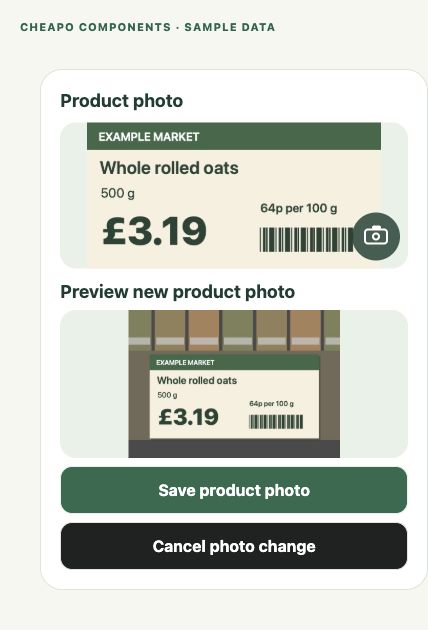 CHEAPO COMPONENTS · SAMPLE DATA
Product photo
EXAMPLE MARKET
Whole rolled oats
500 g
64p per 100 g
£3.19
Preview new product photo
EXAMPLE MARKET
Whole rolled oats
500 g
64p per 100 g
£3.19
Save product photo
Cancel photo change